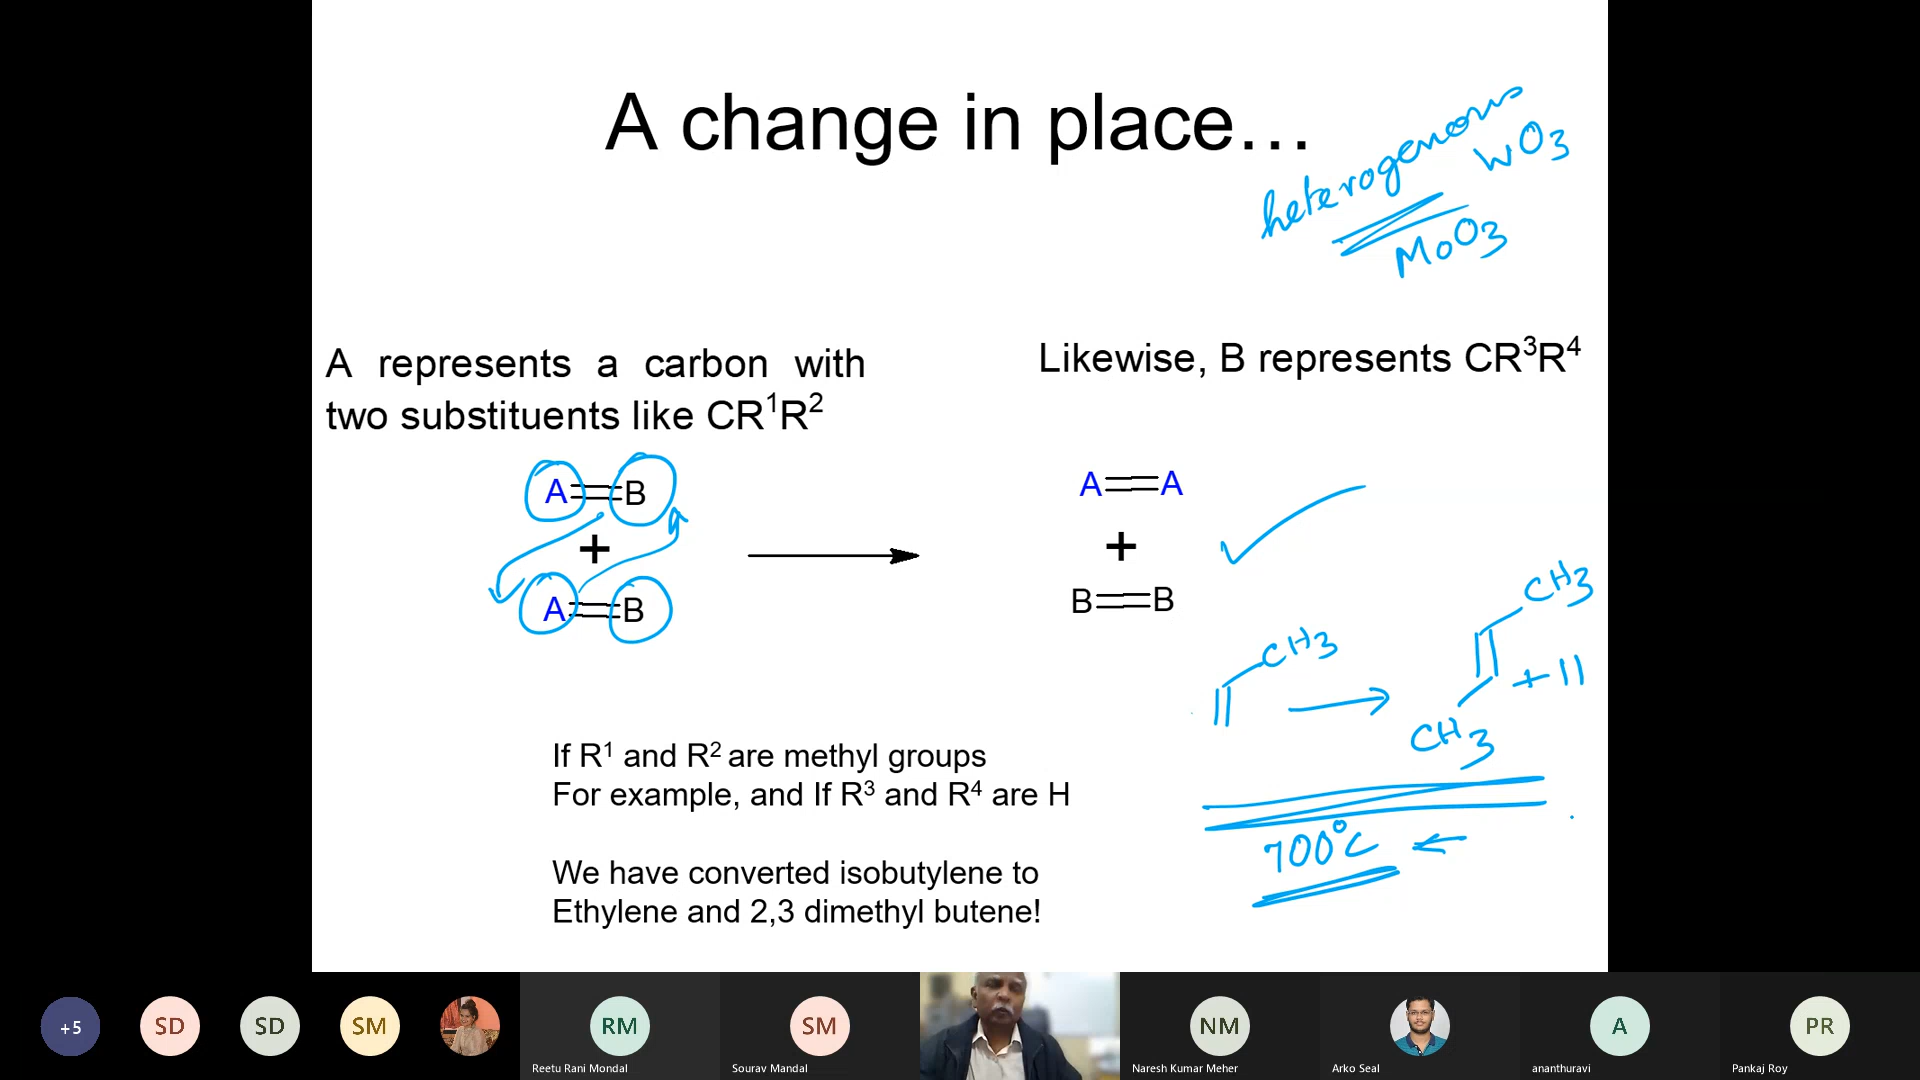 A change in place...
heterogenous
WO3
MoO3
A represents a carbon with
two substituents like CR¹R²
Likewise, B represents CR³R⁴
A=B
+
A=B
A=A
+
B=B
CH3
CH3
+ ||
CH3
700°C
If R¹ and R² are methyl groups
For example, and If R³ and R⁴ are H
We have converted isobutylene to
Ethylene and 2,3 dimethyl butene!
+5
SD
SD
SM
RM
SM
NM
A
PR
Reetu Rani Mondal
Sourav Mandal
Naresh Kumar Meher
Arko Seal
ananthuravi
Pankaj Roy